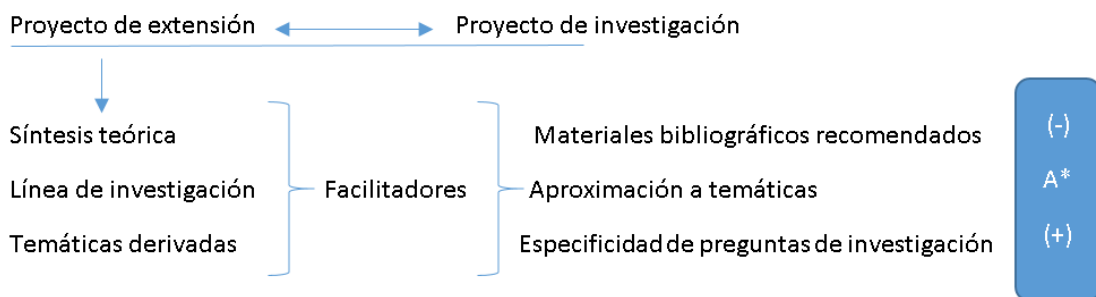 Proyecto de extensión Proyecto de investigación
Síntesis teórica Materiales bibliográficos recomendados (-)
Línea de investigación Facilitadores Aproximación a temáticas A*
Temáticas derivadas Especificidad de preguntas de investigación (+)